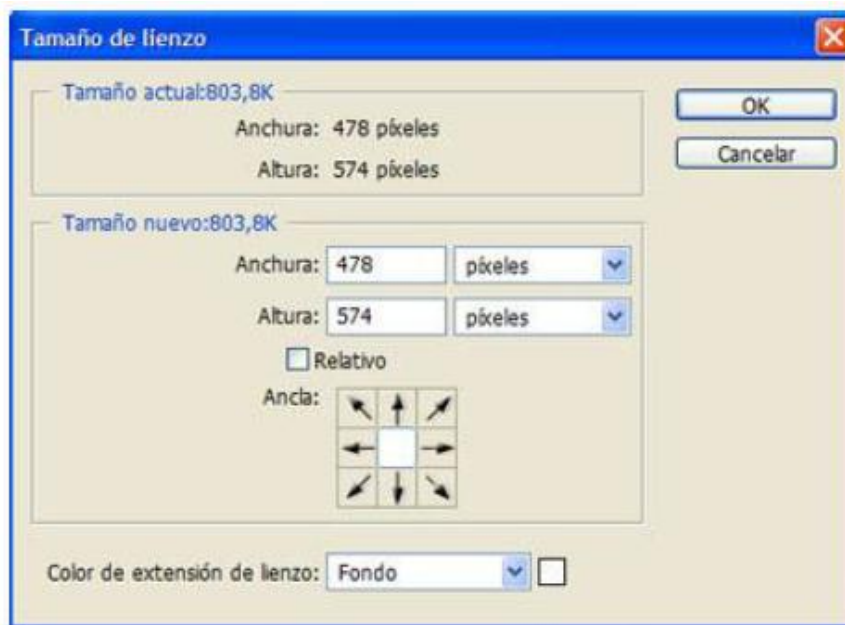 Tamaño de lienzo
Tamaño actual:803,8K
Anchura: 478 píxeles
Altura: 574 píxeles
OK
Cancelar
Tamaño nuevo:803,8K
Anchura: 478 píxeles
Altura: 574 píxeles
Relativo
Ancla:
Color de extensión de lienzo: Fondo